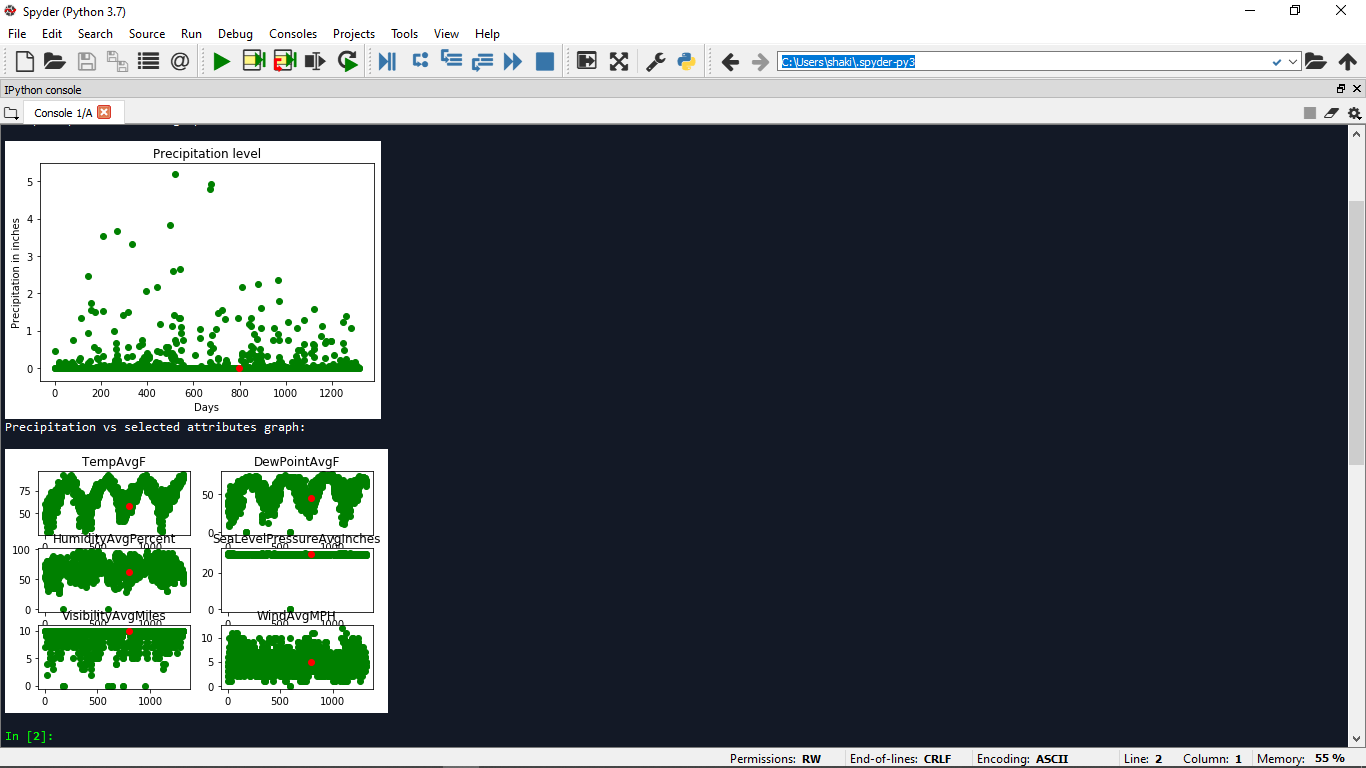 Spyder (Python 3.7)
File Edit Search Source Run Debug Consoles Projects Tools View Help
C:\Users\shaki\.spyder-py3
IPython console
Console 1/A
Precipitation level
Precipitation in inches
5
4
3
2
1
0
0 200 400 600 800 1000 1200
Days
Precipitation vs selected attributes graph:
TempAvgF
75
50
DewPointAvgF
50
0
HumidityAvgPercent
100
50
0
SeaLevelPressureAvgInches
20
0
VisibilityAvgMiles
10
5
0
0 500 1000
WindAvgMPH
10
5
0
0 500 1000
In [2]:
Permissions: RW End-of-lines: CRLF Encoding: ASCII Line: 2 Column: 1 Memory: 55 %